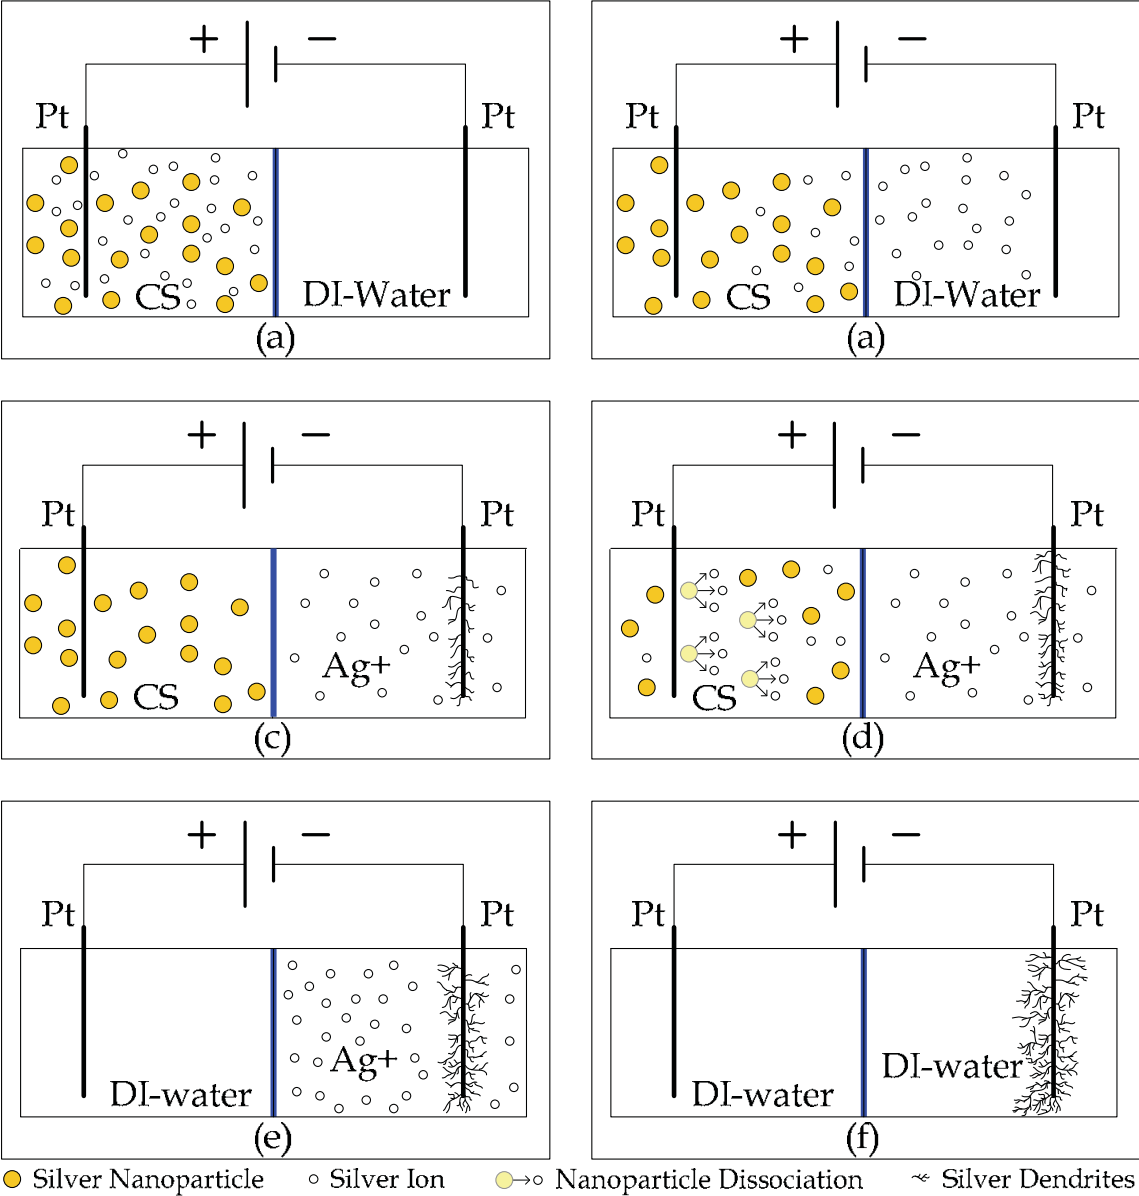 + − + −
Pt Pt Pt Pt
CS DI-Water CS DI-Water
(a) (a)
+ − + −
Pt Pt Pt Pt
CS Ag+ CS Ag+
(c) (d)
+ − + −
Pt Pt Pt Pt
DI-water Ag+ DI-water DI-water
(e) (f)
Silver Nanoparticle Silver Ion Nanoparticle Dissociation Silver Dendrites